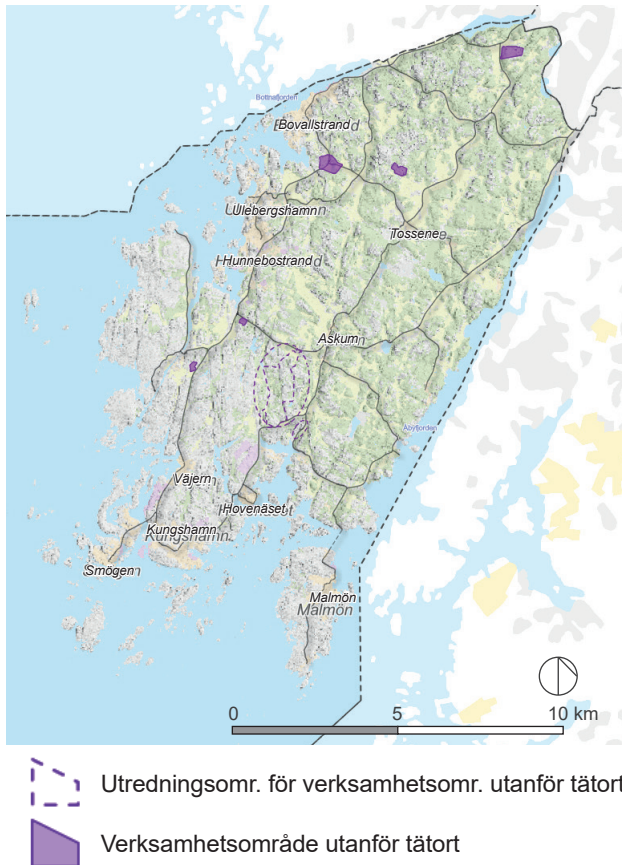 Bottnafjorden
Bovallstrand
Ulebergshamn
Tossene
Hunnebostrand
Askum
Åbyfjorden
Väjern
Hovenäset
Kungshamn
Kungshamn
Smögen
Malmön
Malmön
0 5 10 km
Utredningsomr. för verksamhetsomr. utanför tätort
Verksamhetsområde utanför tätort